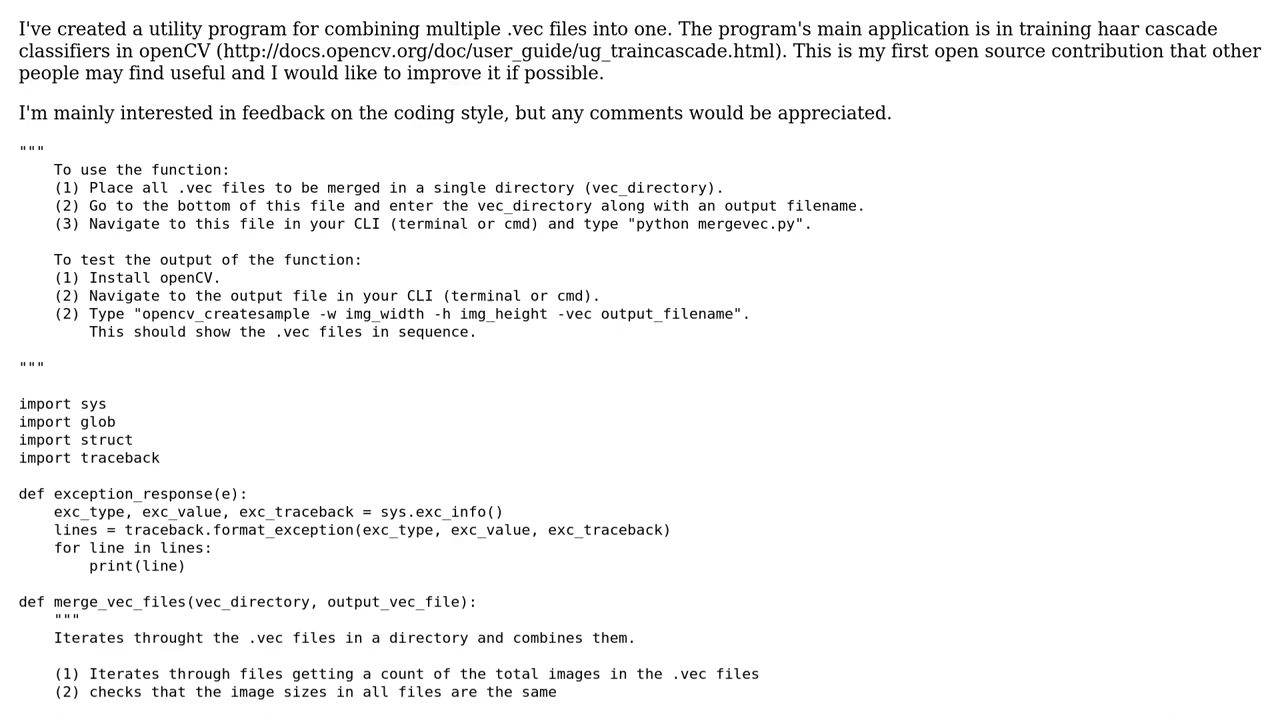 I've created a utility program for combining multiple .vec files into one. The program's main application is in training haar cascade
classifiers in openCV (http://docs.opencv.org/doc/user_guide/ug_traincascade.html). This is my first open source contribution that other
people may find useful and I would like to improve it if possible.
I'm mainly interested in feedback on the coding style, but any comments would be appreciated.
"""
    To use the function:
    (1) Place all .vec files to be merged in a single directory (vec_directory).
    (2) Go to the bottom of this file and enter the vec_directory along with an output filename.
    (3) Navigate to this file in your CLI (terminal or cmd) and type "python mergevec.py".

    To test the output of the function:
    (1) Install openCV.
    (2) Navigate to the output file in your CLI (terminal or cmd).
    (2) Type "opencv_createsample -w img_width -h img_height -vec output_filename".
        This should show the .vec files in sequence.

"""

import sys
import glob
import struct
import traceback

def exception_response(e):
    exc_type, exc_value, exc_traceback = sys.exc_info()
    lines = traceback.format_exception(exc_type, exc_value, exc_traceback)
    for line in lines:
        print(line)

def merge_vec_files(vec_directory, output_vec_file):
    """
    Iterates throught the .vec files in a directory and combines them.

    (1) Iterates through files getting a count of the total images in the .vec files
    (2) checks that the image sizes in all files are the same